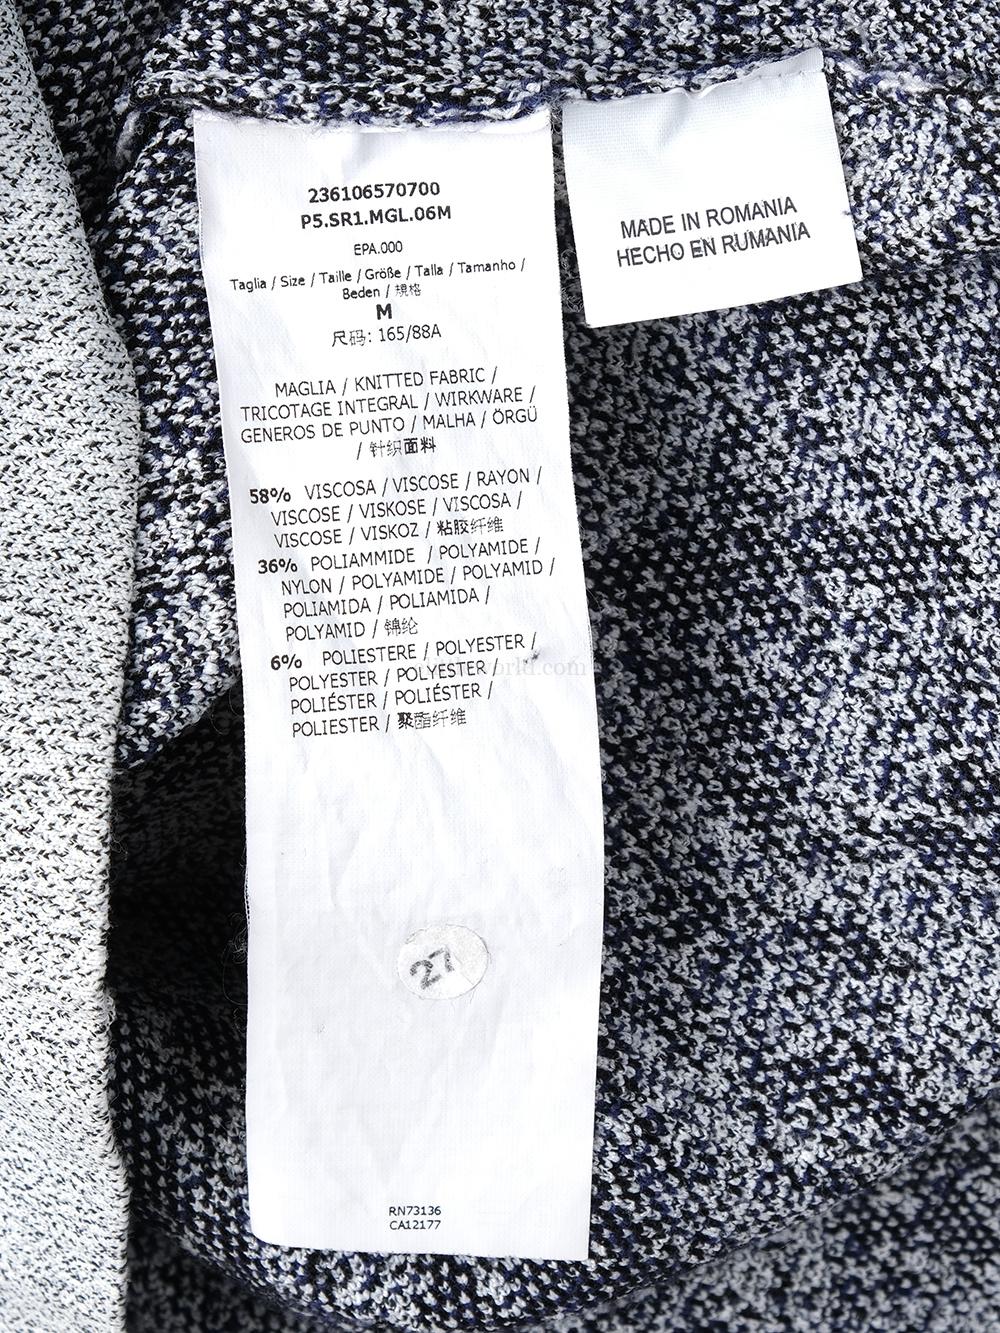 236106570700
P5.SR1.MGL.06M
EPA.000
Taglia / Size / Taille / Größe / Talla / Tamanho /
Beden / 規格
M
尺码: 165/88A
MAGLIA / KNITTED FABRIC /
TRICOTAGE INTEGRAL / WIRKWARE /
GENEROS DE PUNTO / MALHA / ÖRGÜ
/ 针织面料
58% VISCOSA / VISCOSE / RAYON /
VISCOSE / VISKOSE / VISCOSA /
VISCOSE / VISKOZ / 粘胶纤维
36% POLIAMMIDE / POLYAMIDE /
NYLON / POLYAMIDE / POLYAMID /
POLIAMIDA / POLIAMIDA /
POLYAMID / 锦纶
6% POLIESTERE / POLYESTER /
POLYESTER / POLYESTER /
POLIÉSTER / POLIÉSTER /
POLIESTER / 聚酯纤维
27
RN73136
CA12177
MADE IN ROMANIA
HECHO EN RUMANIA